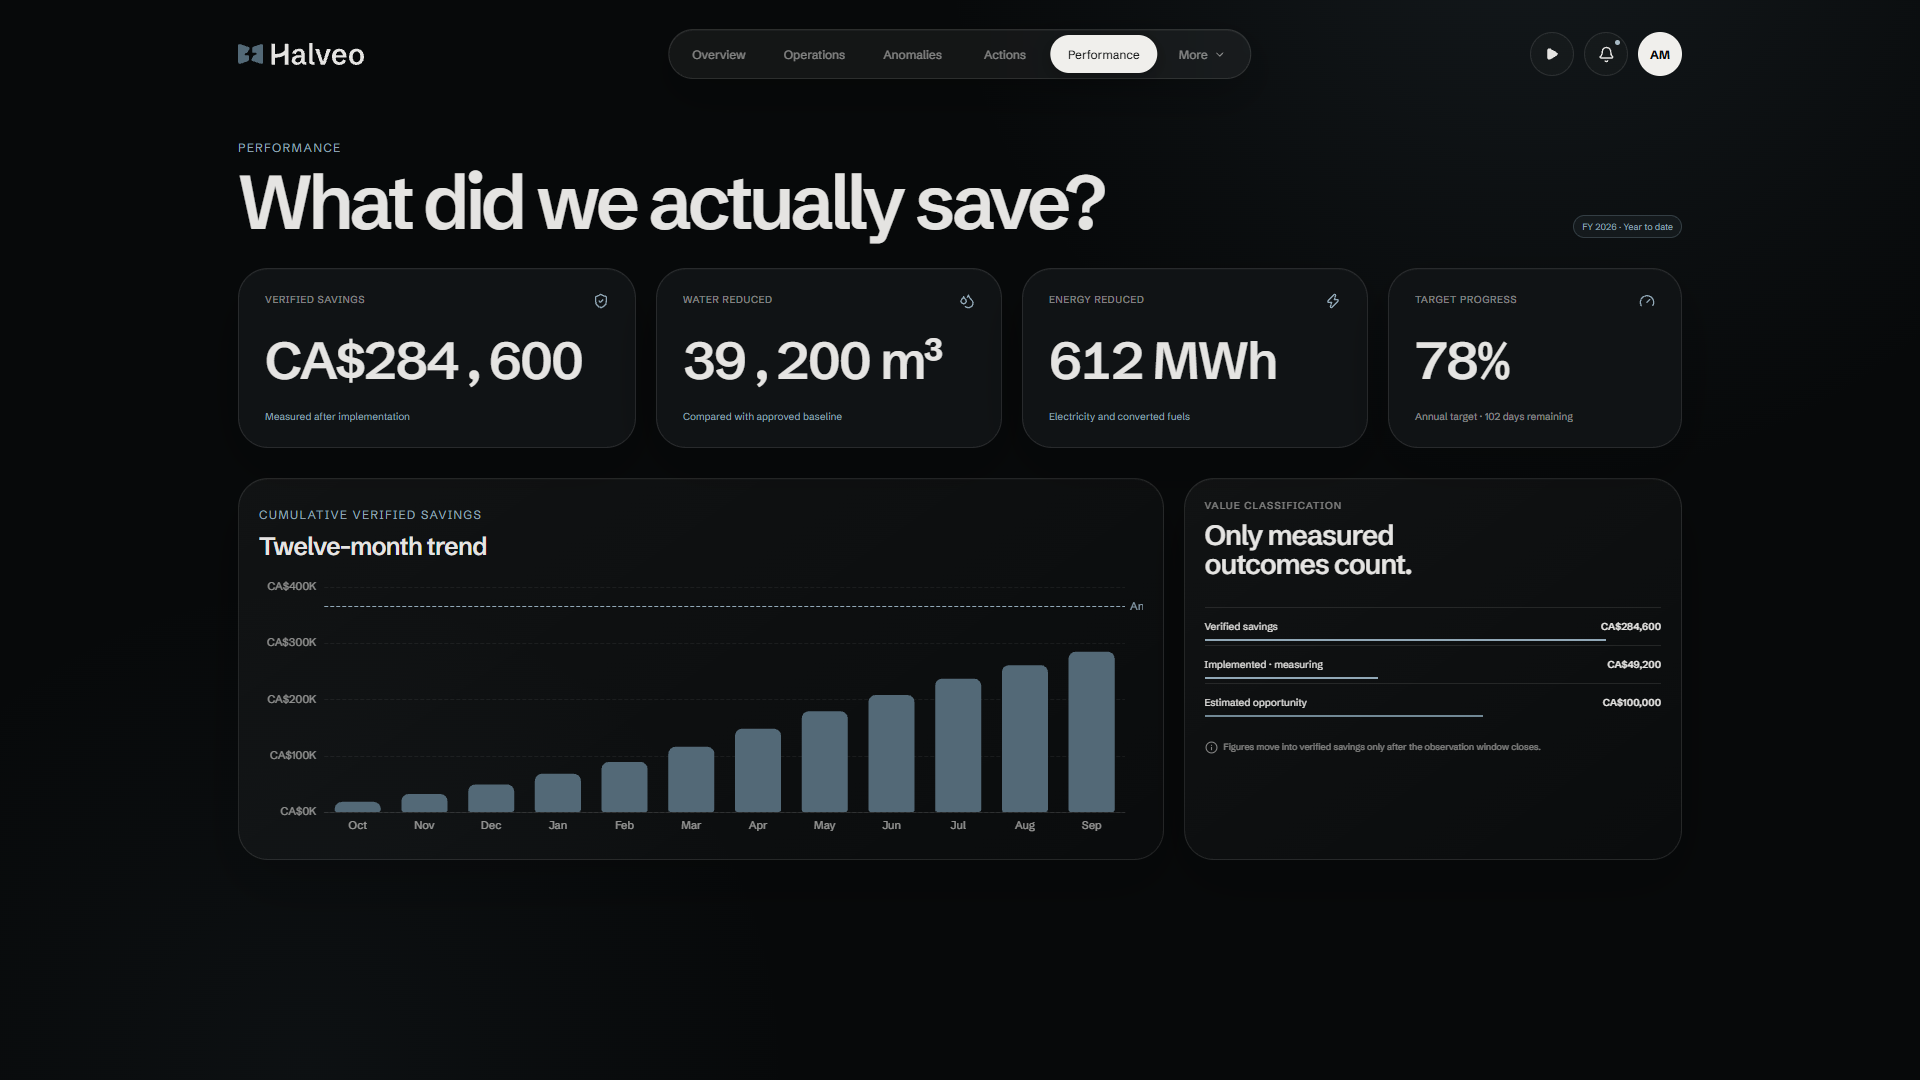 Halveo
Overview
Operations
Anomalies
Actions
Performance
More
AM
PERFORMANCE
What did we actually save?
FY 2026 · Year to date
VERIFIED SAVINGS
CA$284,600
Measured after implementation
WATER REDUCED
39,200 m³
Compared with approved baseline
ENERGY REDUCED
612 MWh
Electricity and converted fuels
TARGET PROGRESS
78%
Annual target · 102 days remaining
CUMULATIVE VERIFIED SAVINGS
Twelve-month trend
CA$400K
An
CA$300K
CA$200K
CA$100K
CA$0K
Oct
Nov
Dec
Jan
Feb
Mar
Apr
May
Jun
Jul
Aug
Sep
VALUE CLASSIFICATION
Only measured
outcomes count.
Verified savings
CA$284,600
Implemented · measuring
CA$49,200
Estimated opportunity
CA$100,000
Figures move into verified savings only after the observation window closes.